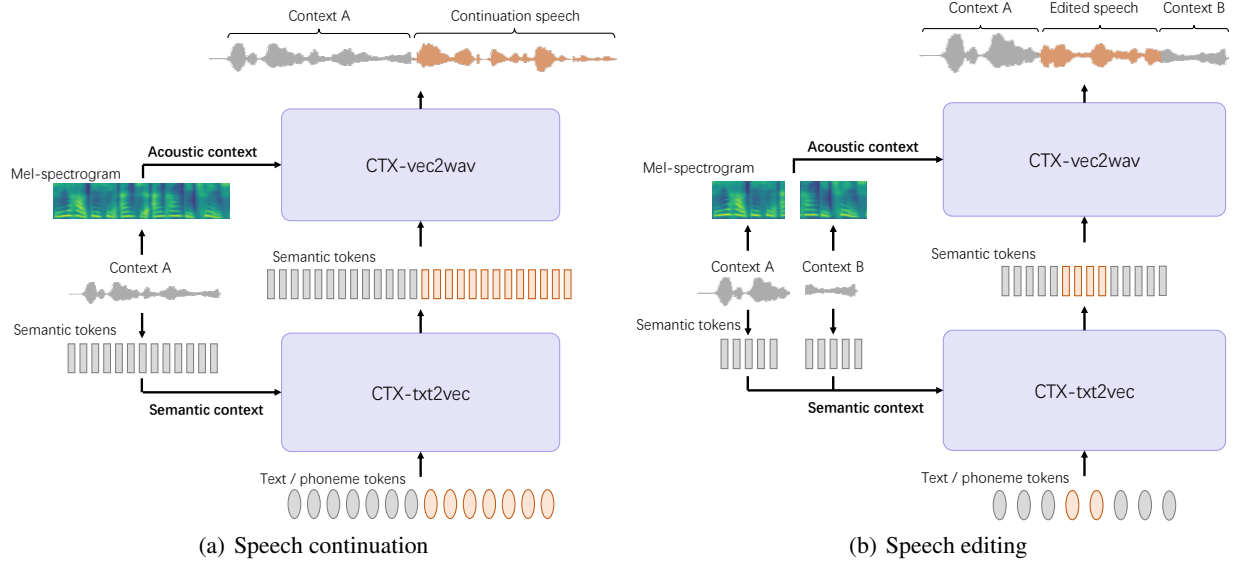 Context A
Continuation speech
CTX-vec2wav
Acoustic context
Mel-spectrogram
Context A
Semantic tokens
Semantic tokens
CTX-txt2vec
Semantic context
Text / phoneme tokens
(a) Speech continuation
Context A
Edited speech
Context B
CTX-vec2wav
Acoustic context
Mel-spectrogram
Context A
Context B
Semantic tokens
Semantic tokens
CTX-txt2vec
Semantic context
Text / phoneme tokens
(b) Speech editing